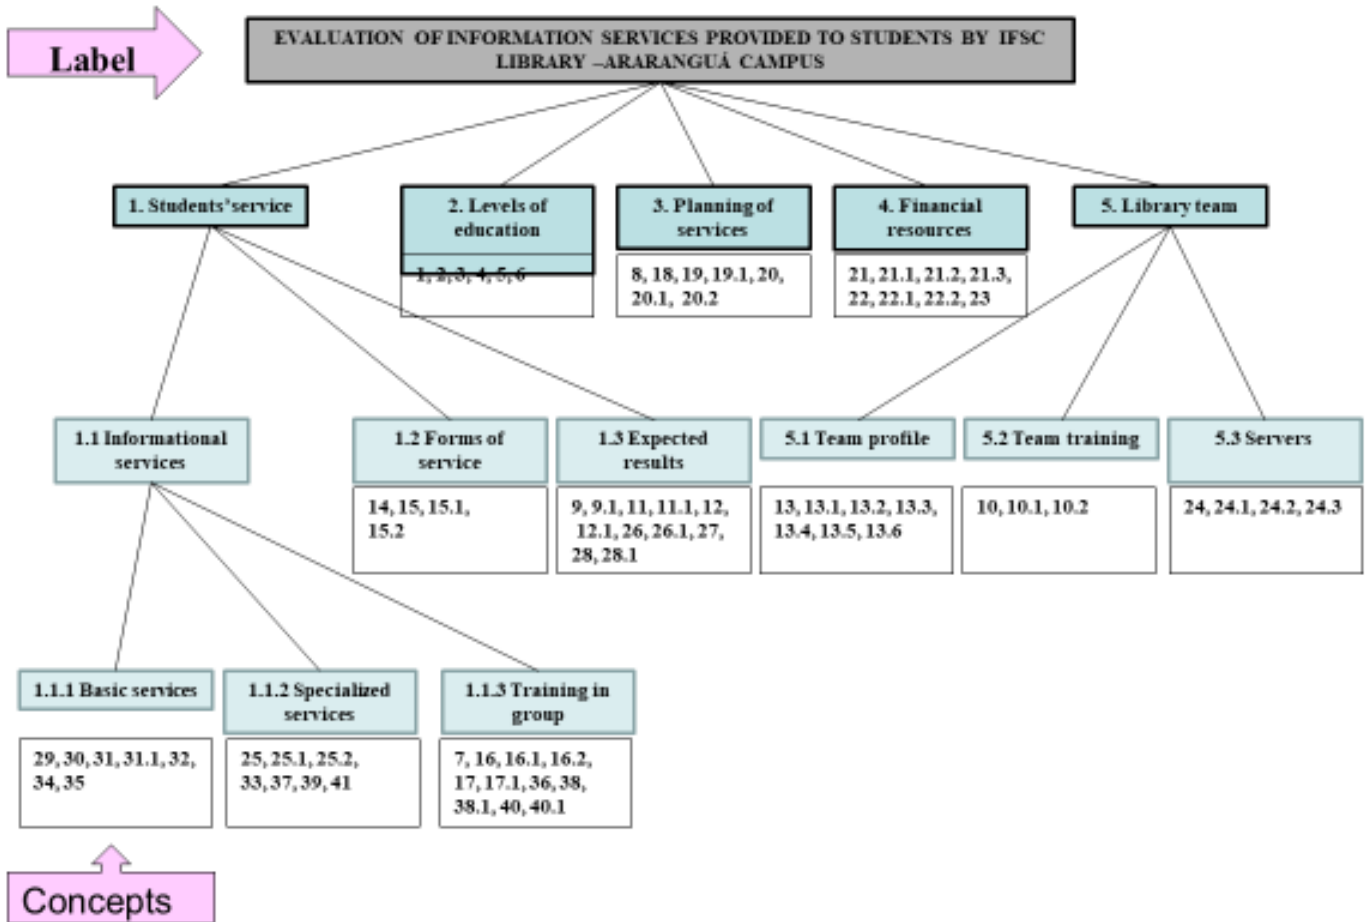 Label
EVALUATION OF INFORMATION SERVICES PROVIDED TO STUDENTS BY IFSC
LIBRARY –ARARANGUÁ CAMPUS
1. Students' service
2. Levels of
education
1, 2, 3, 4, 5, 6
3. Planning of
services
8, 18, 19, 19.1, 20,
20.1, 20.2
4. Financial
resources
21, 21.1, 21.2, 21.3,
22, 22.1, 22.2, 23
5. Library team
1.1 Informational
services
1.2 Forms of
service
14, 15, 15.1,
15.2
1.3 Expected
results
9, 9.1, 11, 11.1, 12,
12.1, 26, 26.1, 27,
28, 28.1
5.1 Team profile
13, 13.1, 13.2, 13.3,
13.4, 13.5, 13.6
5.2 Team training
10, 10.1, 10.2
5.3 Servers
24, 24.1, 24.2, 24.3
1.1.1 Basic services
29, 30, 31, 31.1, 32,
34, 35
1.1.2 Specialized
services
25, 25.1, 25.2,
33, 37, 39, 41
1.1.3 Training in
group
7, 16, 16.1, 16.2,
17, 17.1, 36, 38,
38.1, 40, 40.1
Concepts